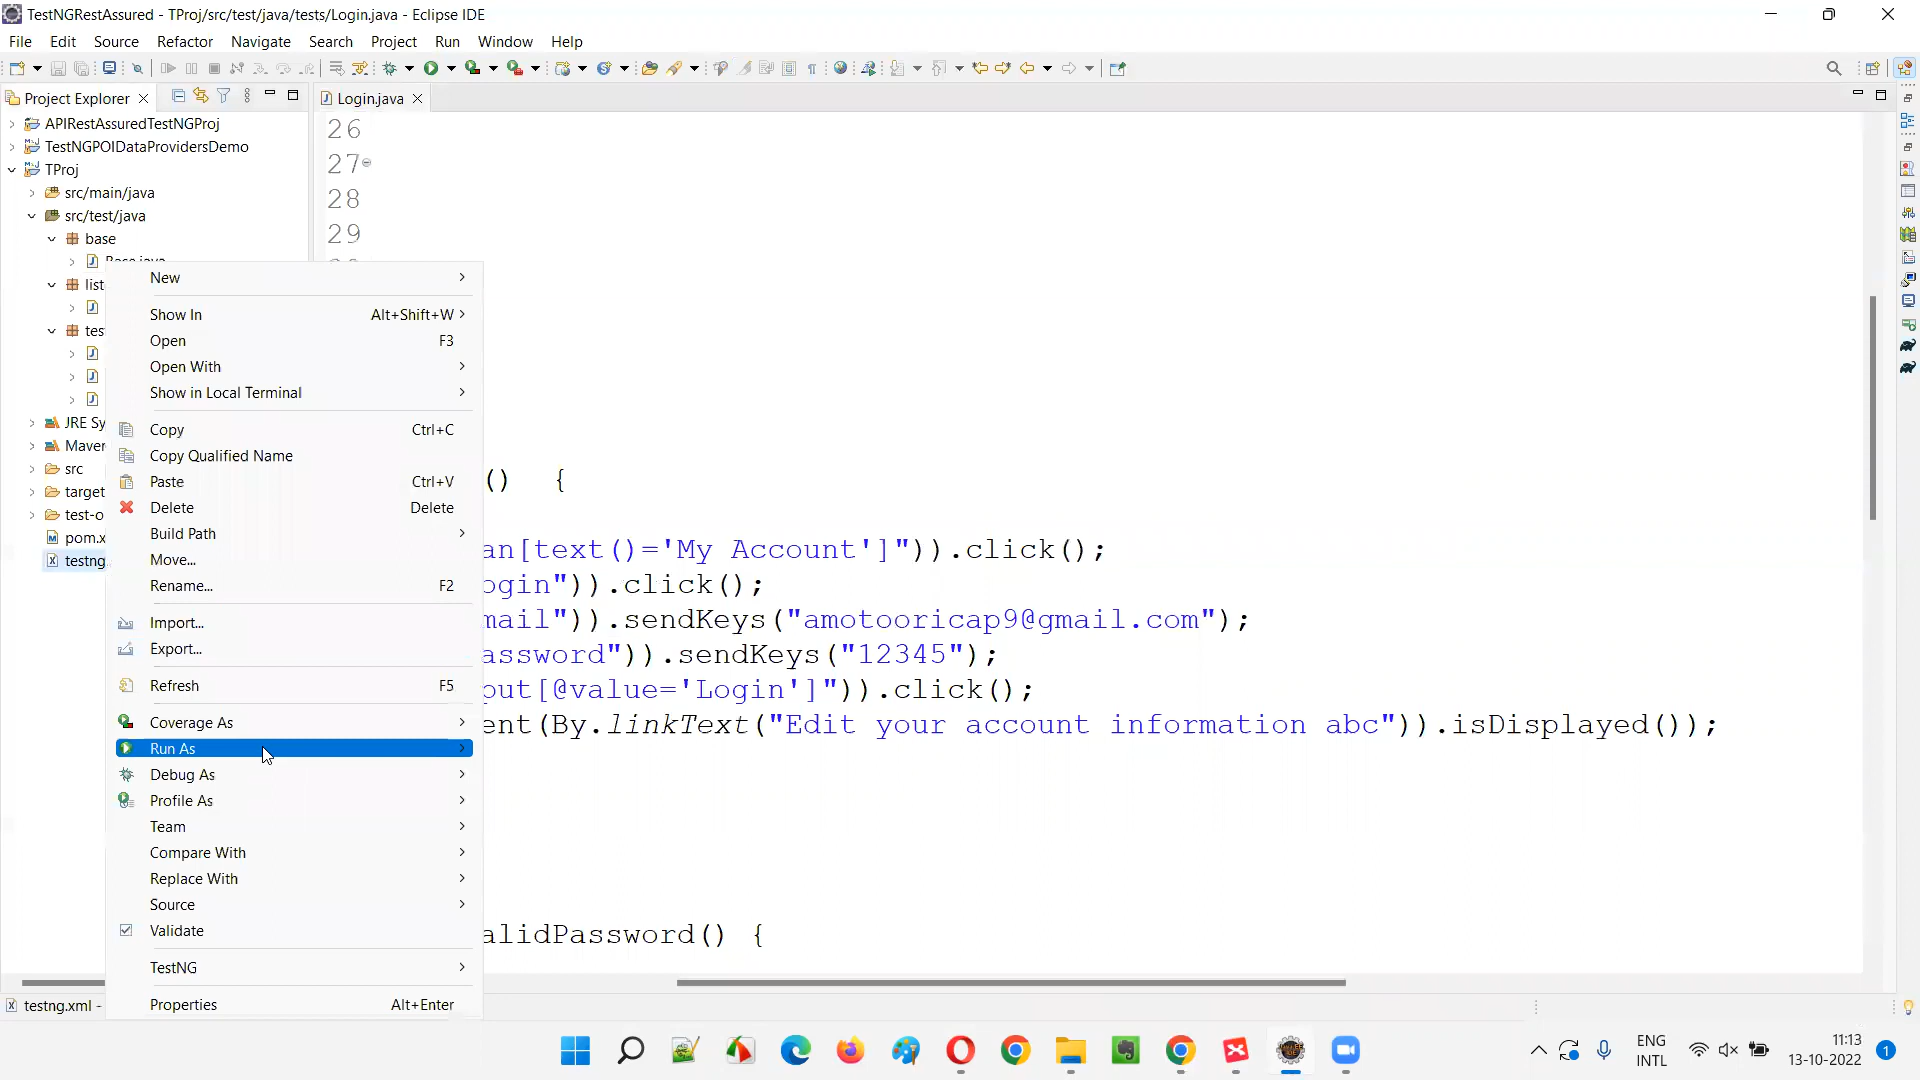 TestNGRestAssured - TProj/src/test/java/tests/Login.java - Eclipse IDE
File Edit Source Refactor Navigate Search Project Run Window Help
Project Explorer
Login.java
APIRestAssuredTestNGProj
TestNGPOIDataProvidersDemo
TProj
src/main/java
src/test/java
base
Base.java
list
tes
JRE Sy
Maver
src
target
test-o
pom.x
testng.
New
Show In Alt+Shift+W
Open F3
Open With
Show in Local Terminal
Copy Ctrl+C
Copy Qualified Name
Paste Ctrl+V
Delete Delete
Build Path
Move...
Rename... F2
Import...
Export...
Refresh F5
Coverage As
Run As
Debug As
Profile As
Team
Compare With
Replace With
Source
Validate
TestNG
Properties Alt+Enter
26
27
28
29
() {
an[text()='My Account']")).click();
ogin")).click();
mail")).sendKeys("amotooricap9@gmail.com");
assword")).sendKeys("12345");
put[@value='Login']")).click();
ent(By.linkText("Edit your account information abc")).isDisplayed());
alidPassword() {
testng.xml -
ENG
INTL
11:13
13-10-2022
1